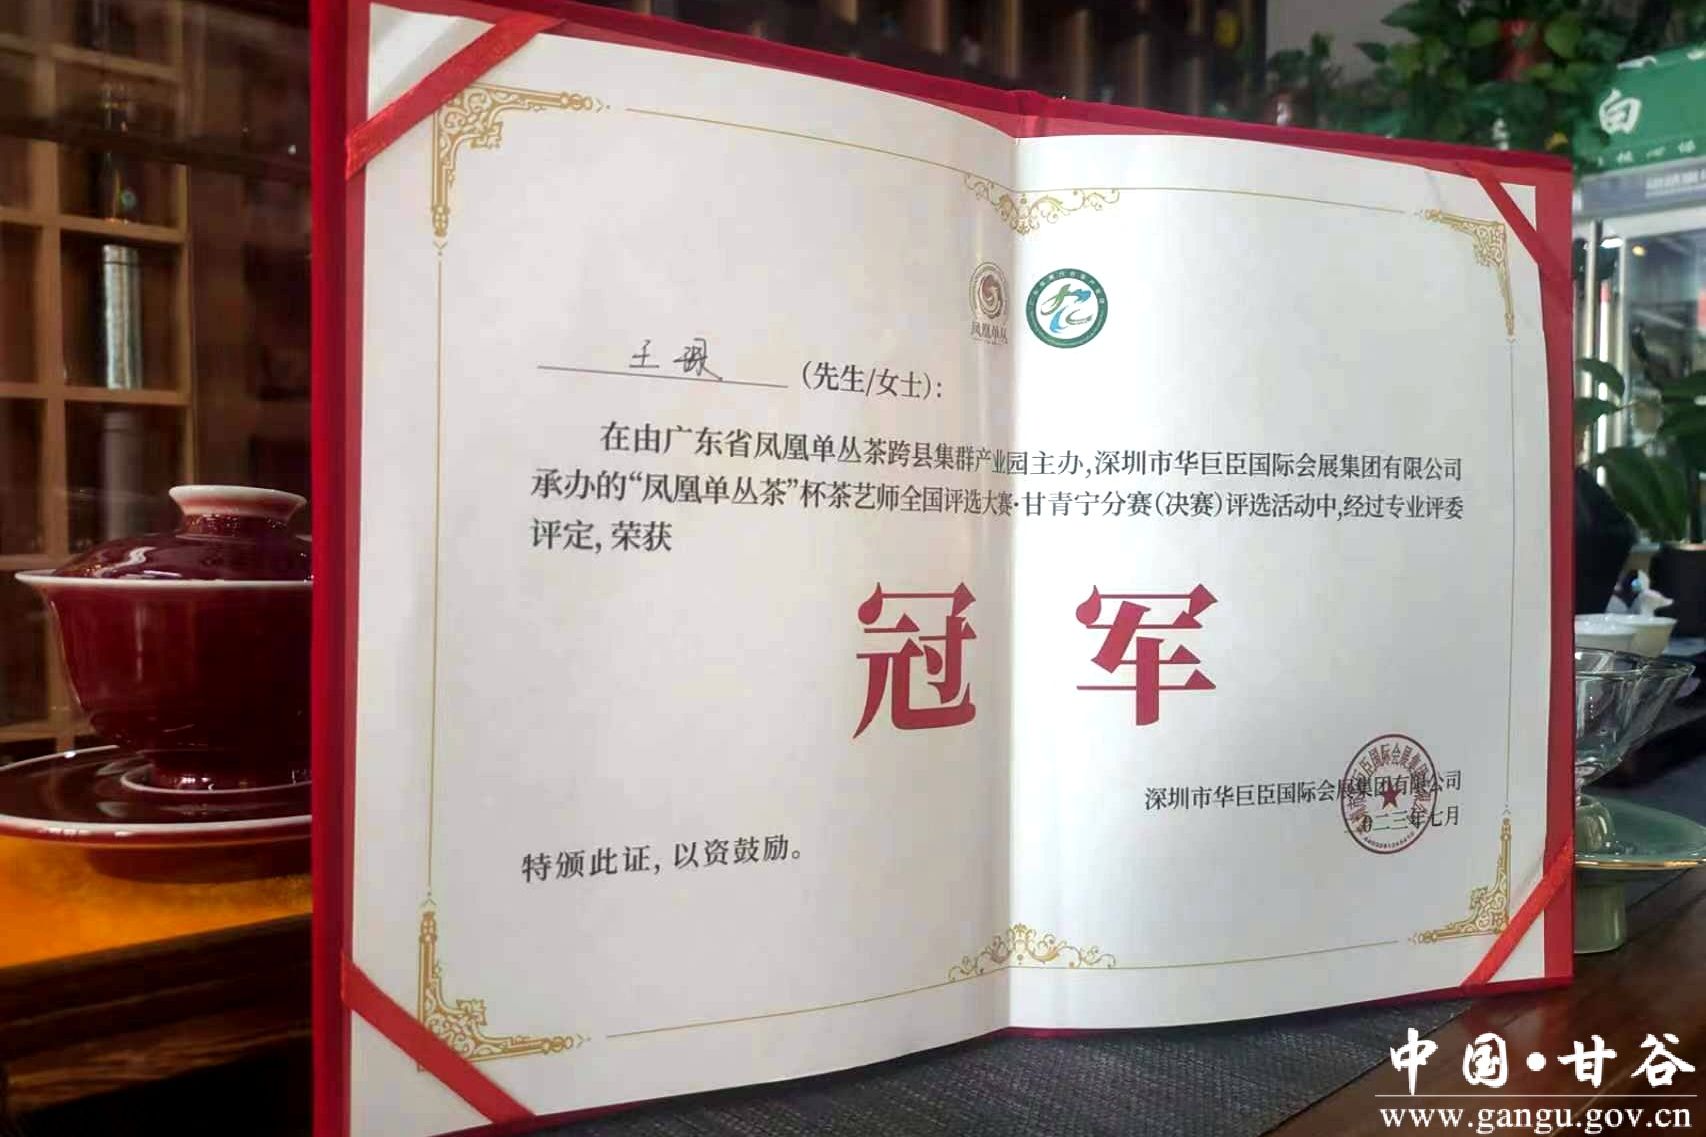 白
凤凰单丛
王珢 (先生/女士):
在由广东省凤凰单丛茶跨县集群产业园主办,深圳市华巨臣国际会展集团有限公司
承办的“凤凰单丛茶”杯茶艺师全国评选大赛·甘青宁分赛(决赛)评选活动中,经过专业评委
评定, 荣获
冠 军
深圳市华巨臣国际会展集团有限公司
二〇二三年七月
特颁此证, 以资鼓励。
中国·甘谷
www.gangu.gov.cn